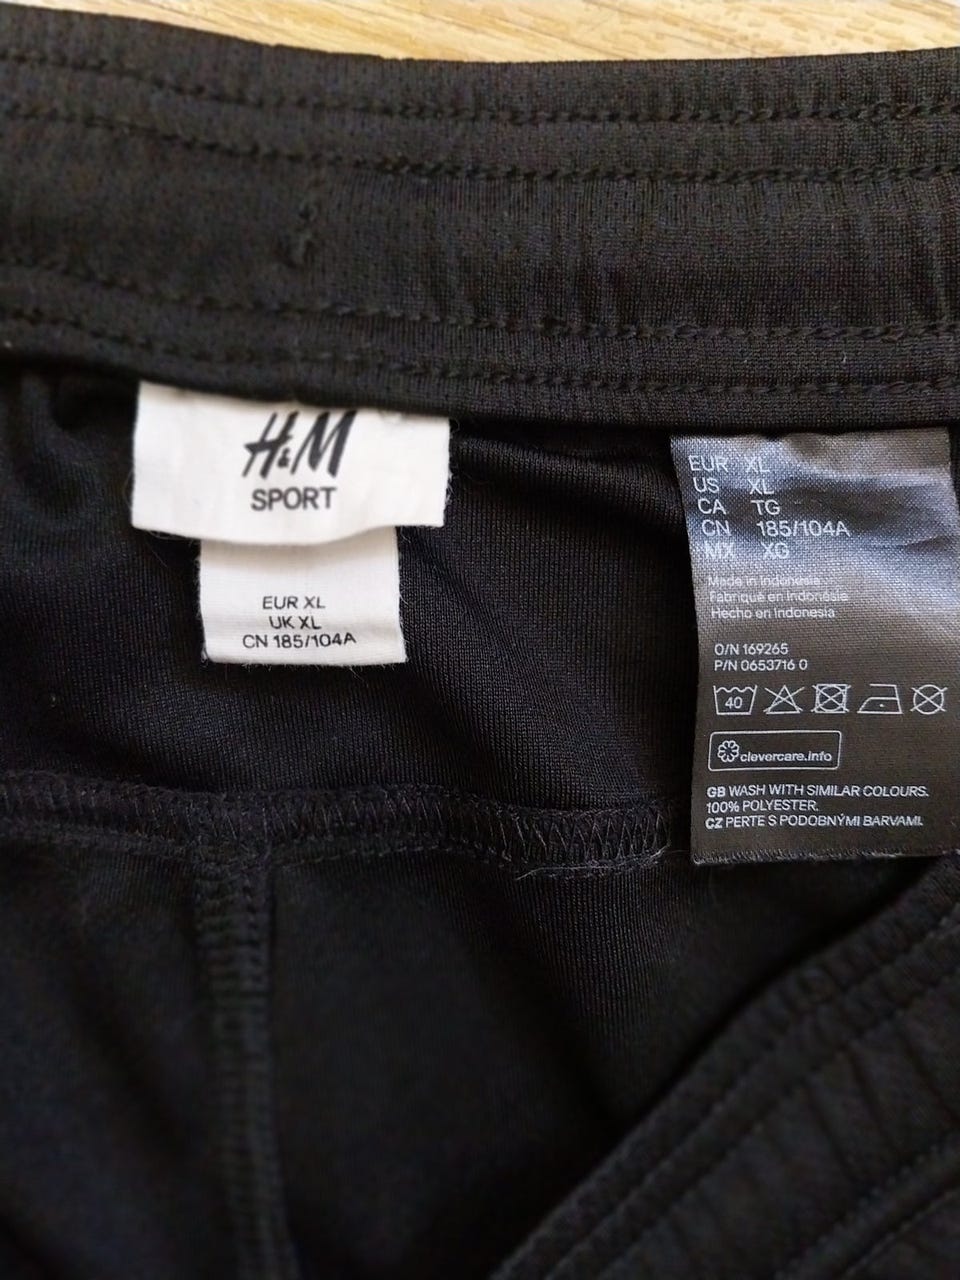 H&M
SPORT
EUR XL
UK XL
CN 185/104A
EUR XL
US XL
CA TG
CN 185/104A
MX XG
Made in Indonesia
Fabriqué en Indonésie
Hecho en Indonesia
O/N 169265
P/N 0653716 0
40
clevercare.info
GB WASH WITH SIMILAR COLOURS.
100% POLYESTER.
CZ PERTE S PODOBNÝMI BARVAMI.